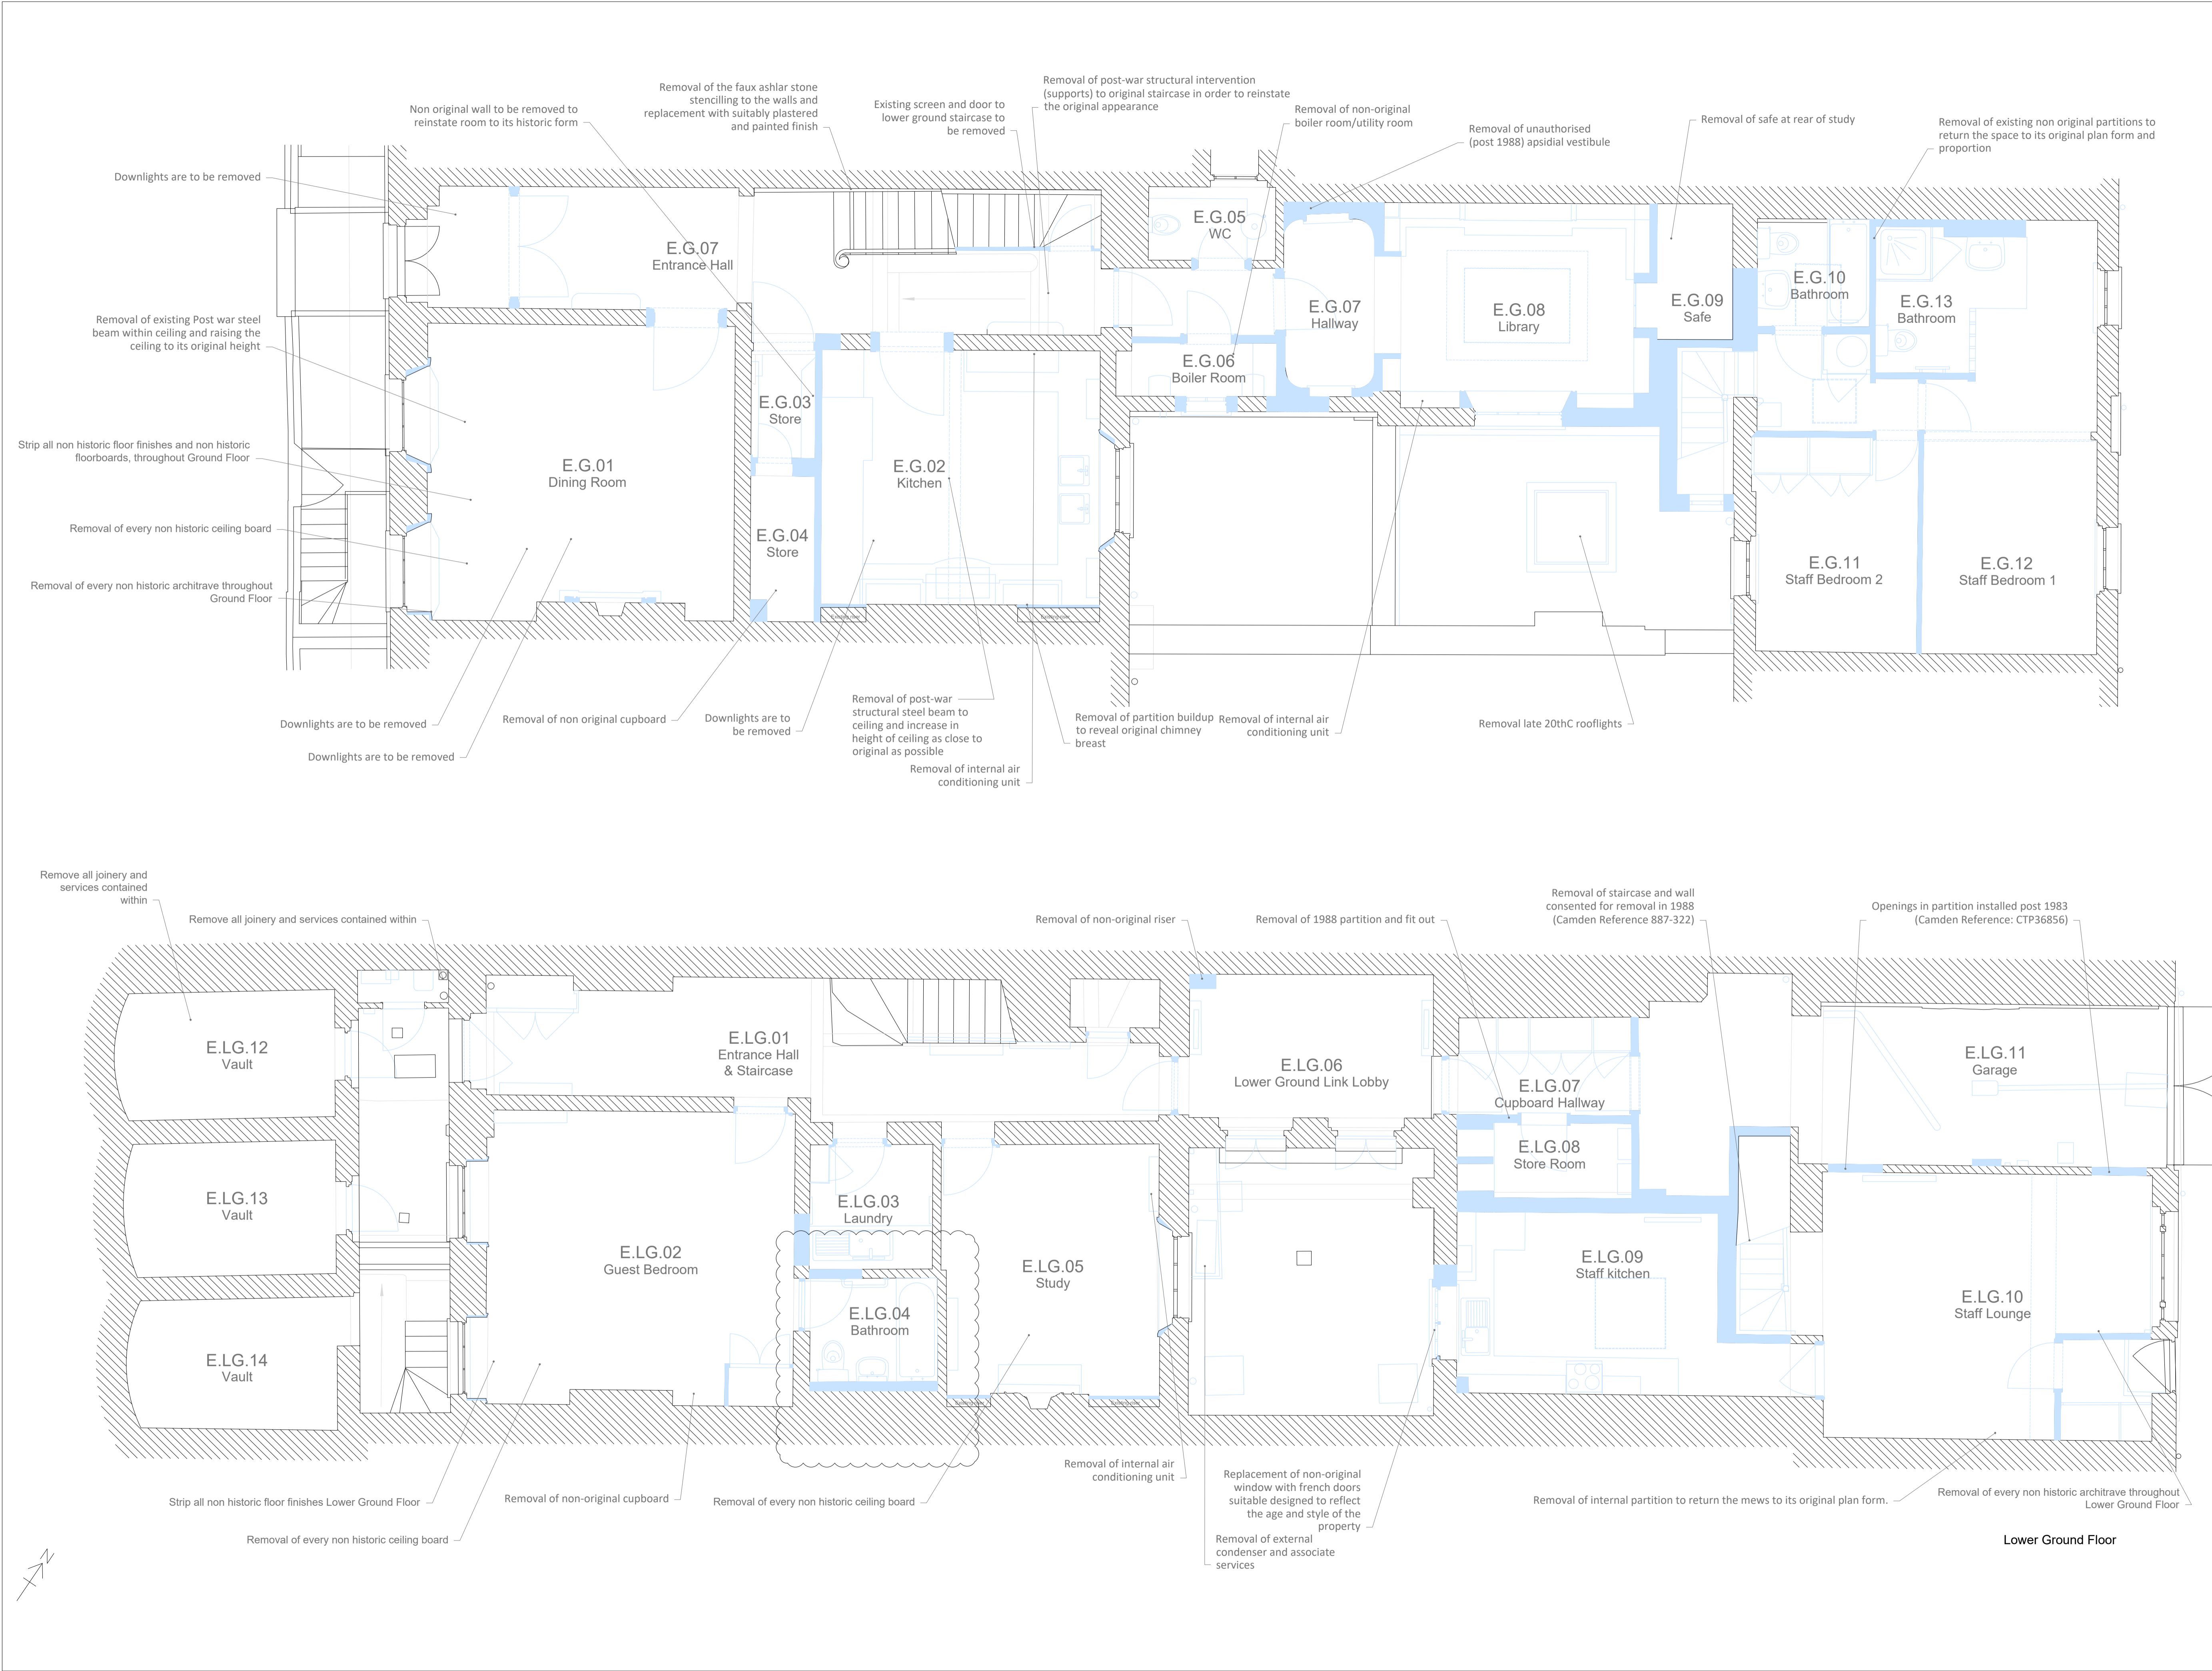 Removal of the faux ashlar stone
stencilling to the walls and
replacement with suitably plastered
and painted finish
Removal of post-war structural intervention
(supports) to original staircase in order to reinstate
the original appearance
Non original wall to be removed to
reinstate room to its historic form
Existing screen and door to
lower ground staircase to
be removed
Removal of non-original
boiler room/utility room
Removal of unauthorised
(post 1988) apsidial vestibule
Removal of safe at rear of study
Removal of existing non original partitions to
return the space to its original plan form and
proportion
Downlights are to be removed
E.G.05
WC
E.G.07
Entrance Hall
E.G.10
Bathroom
E.G.07
Hallway
E.G.08
Library
E.G.09
Safe
E.G.13
Bathroom
Removal of existing Post war steel
beam within ceiling and raising the
ceiling to its original height
E.G.06
Boiler Room
E.G.03
Store
Strip all non historic floor finishes and non historic
floorboards, throughout Ground Floor
E.G.01
Dining Room
E.G.02
Kitchen
Removal of every non historic ceiling board
E.G.04
Store
E.G.11
Staff Bedroom 2
E.G.12
Staff Bedroom 1
Removal of every non historic architrave throughout
Ground Floor
Existing riser
Existing riser
Downlights are to be removed
Removal of non original cupboard
Downlights are to
be removed
Removal of post-war
structural steel beam to
ceiling and increase in
height of ceiling as close to
original as possible
Removal of partition buildup
to reveal original chimney
breast
Removal of internal air
conditioning unit
Removal late 20thC rooflights
Downlights are to be removed
Removal of internal air
conditioning unit
Remove all joinery and
services contained
within
Remove all joinery and services contained within
Removal of non-original riser
Removal of 1988 partition and fit out
Removal of staircase and wall
consented for removal in 1988
(Camden Reference 887-322)
Openings in partition installed post 1983
(Camden Reference: CTP36856)
E.LG.12
Vault
E.LG.01
Entrance Hall
& Staircase
E.LG.06
Lower Ground Link Lobby
E.LG.07
Cupboard Hallway
E.LG.11
Garage
E.LG.08
Store Room
E.LG.13
Vault
E.LG.03
Laundry
E.LG.02
Guest Bedroom
E.LG.05
Study
E.LG.09
Staff kitchen
E.LG.04
Bathroom
E.LG.10
Staff Lounge
E.LG.14
Vault
Existing riser
Existing riser
Strip all non historic floor finishes Lower Ground Floor
Removal of non-original cupboard
Removal of every non historic ceiling board
Removal of internal air
conditioning unit
Replacement of non-original
window with french doors
suitable designed to reflect
the age and style of the
property
Removal of internal partition to return the mews to its original plan form.
Removal of every non historic architrave throughout
Lower Ground Floor
Removal of every non historic ceiling board
Removal of external
condenser and associate
services
Lower Ground Floor
N